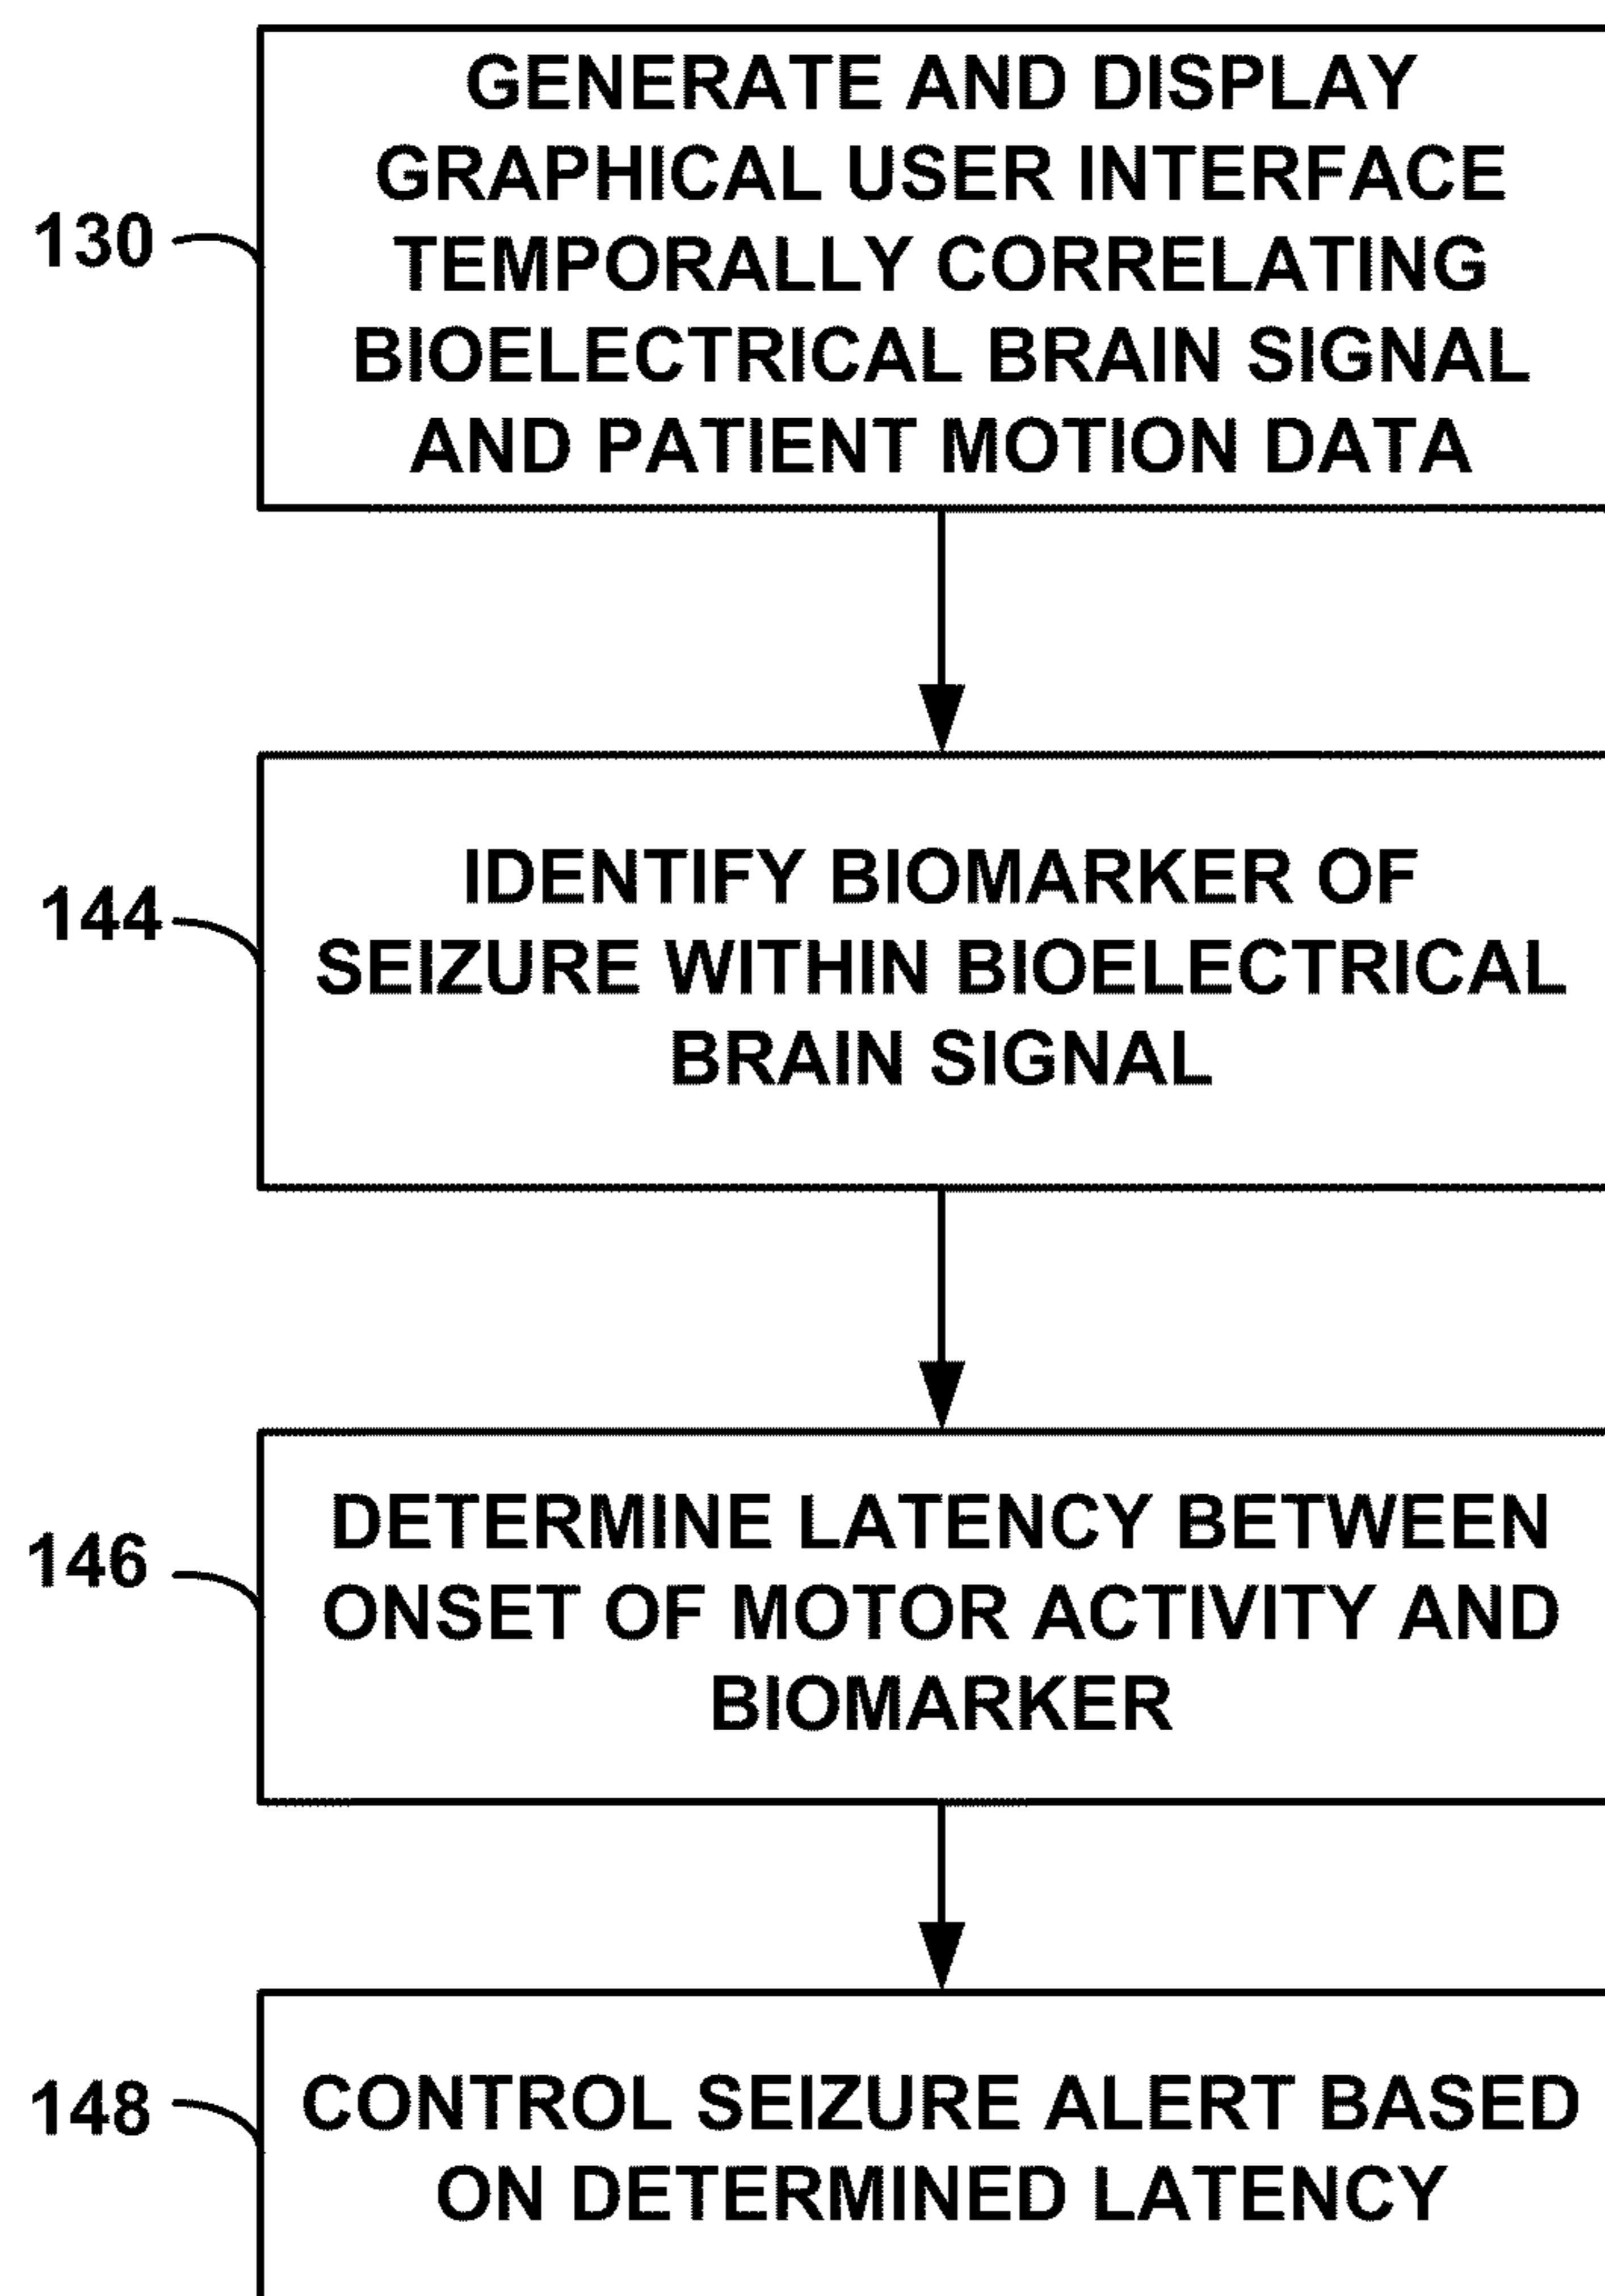 GENERATE AND DISPLAY
GRAPHICAL USER INTERFACE
130
TEMPORALLY CORRELATING
BIOELECTRICAL BRAIN SIGNAL
AND PATIENT MOTION DATA
IDENTIFY BIOMARKER OF
144
SEIZURE WITHIN BIOELECTRICAL
BRAIN SIGNAL
DETERMINE LATENCY BETWEEN
146
ONSET OF MOTOR ACTIVITY AND
BIOMARKER
148
CONTROL SEIZURE ALERT BASED
ON DETERMINED LATENCY